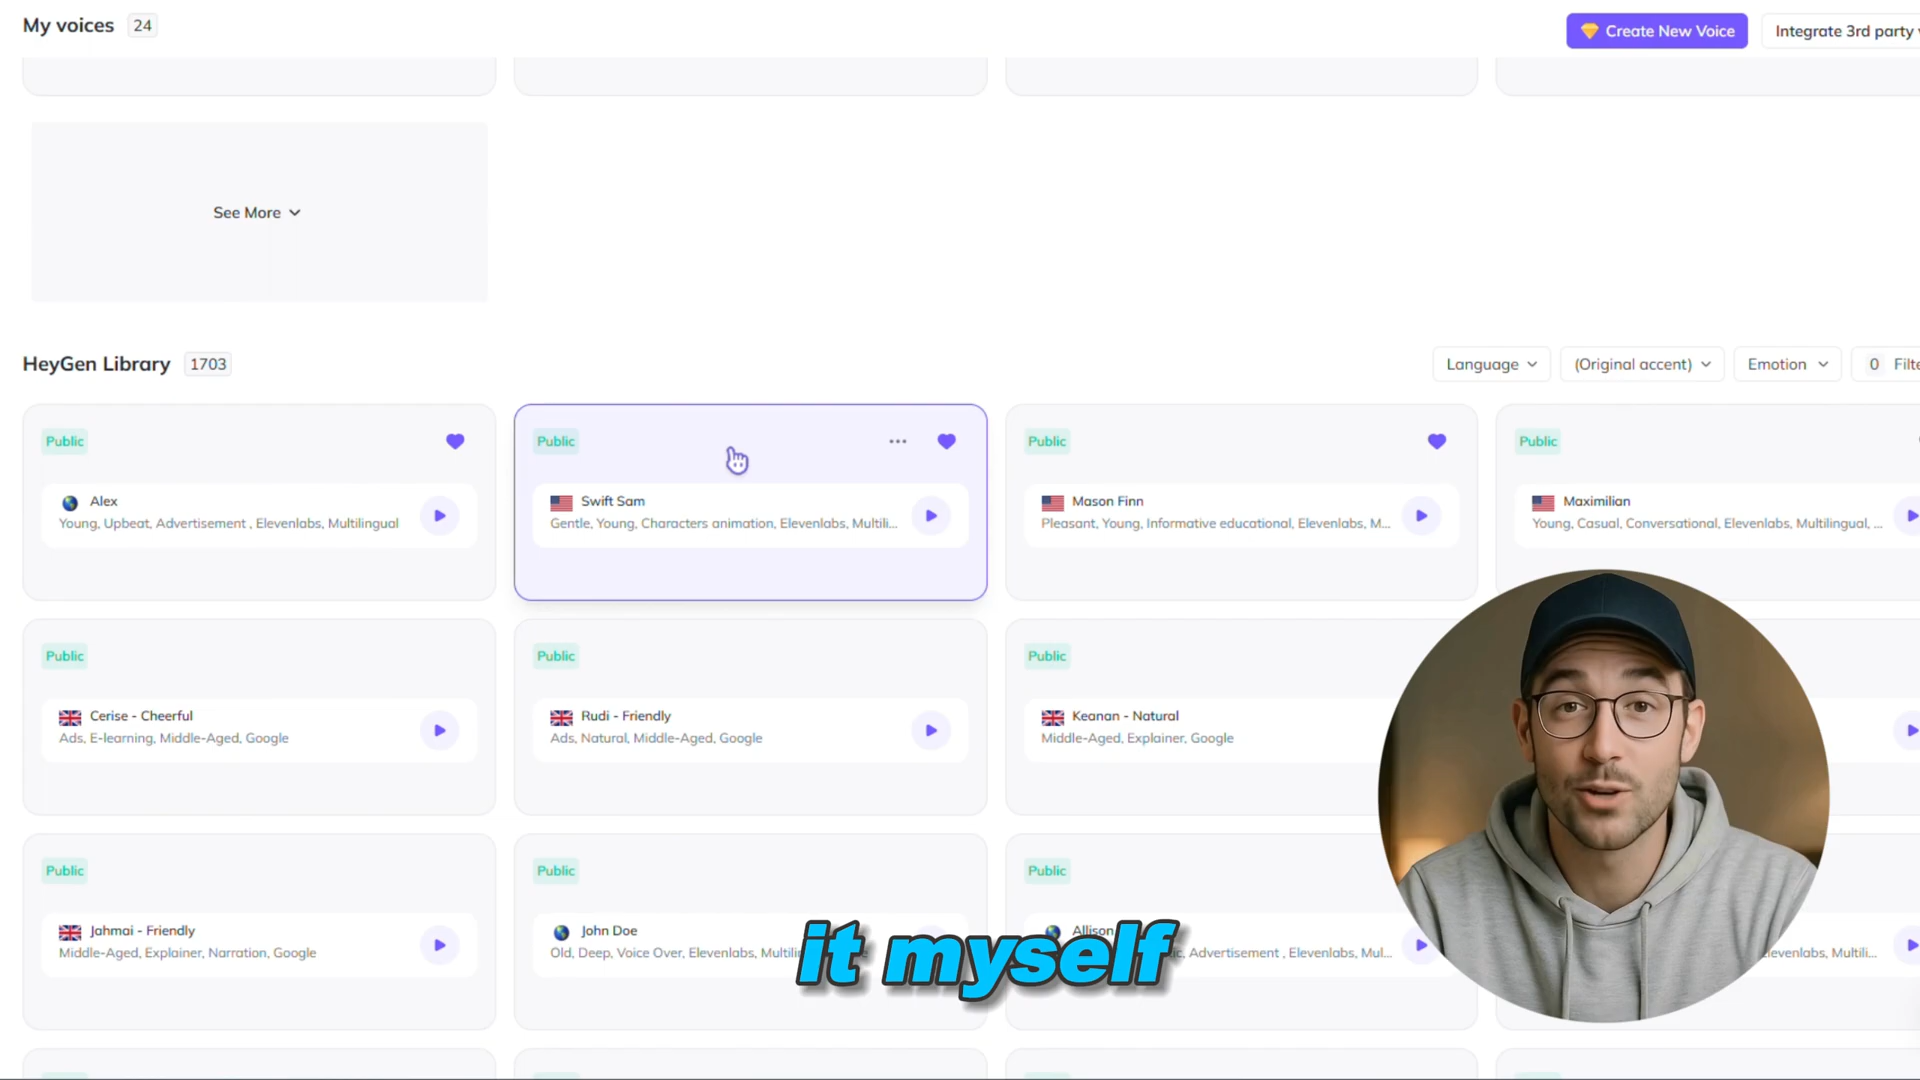 My voices 24
Create New Voice
Integrate 3rd party
See More
HeyGen Library 1703
Language
(Original accent)
Emotion
0
Public
Alex
Young, Upbeat, Advertisement , Elevenlabs, Multilingual
Public
Swift Sam
Gentle, Young, Characters animation, Elevenlabs, Multili...
Public
Mason Finn
Pleasant, Young, Informative educational, Elevenlabs, M...
Public
Maximilian
Young, Casual, Conversational, Elevenlabs, Multilingual, ...
Public
Cerise - Cheerful
Ads, E-learning, Middle-Aged, Google
Public
Rudi - Friendly
Ads, Natural, Middle-Aged, Google
Public
Keanan - Natural
Middle-Aged, Explainer, Google
Public
Jahmai - Friendly
Middle-Aged, Explainer, Narration, Google
Public
John Doe
Old, Deep, Voice Over, Elevenlabs,
Public
Allison
Advertisement , Elevenlabs, Mul...
Elevenlabs, Multili...
it myself